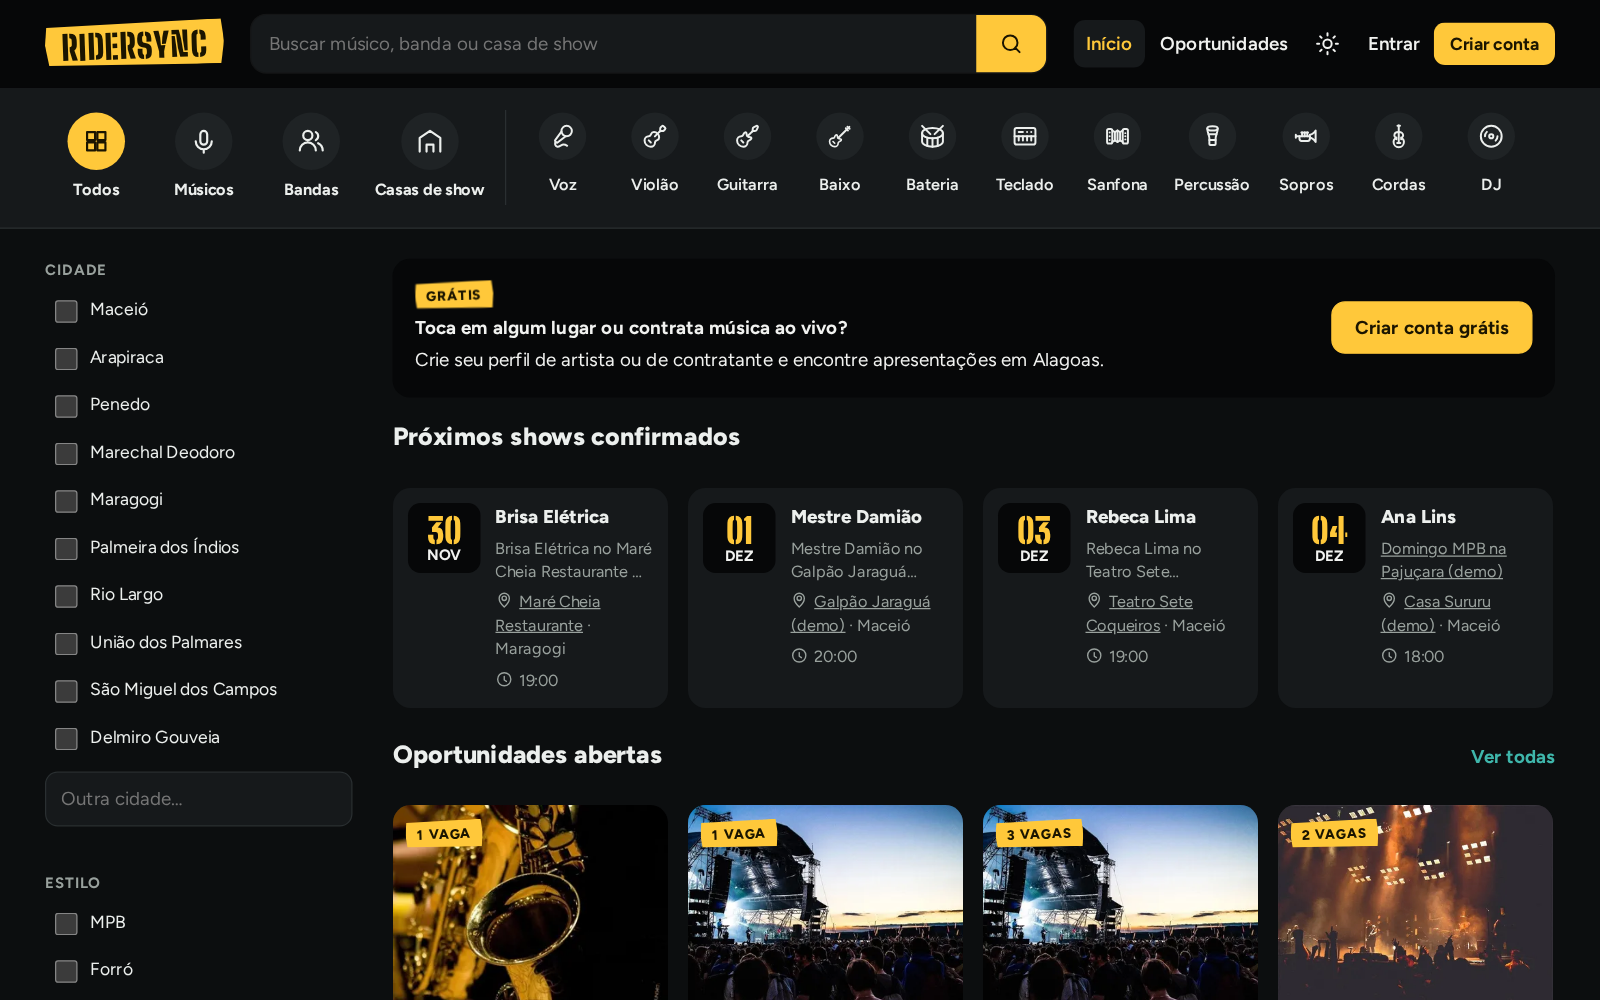 RIDERSYNC
Buscar músico, banda ou casa de show
Início
Oportunidades
Entrar
Criar conta
Todos
Músicos
Bandas
Casas de show
Voz
Violão
Guitarra
Baixo
Bateria
Teclado
Sanfona
Percussão
Sopros
Cordas
DJ
CIDADE
Maceió
Arapiraca
Penedo
Marechal Deodoro
Maragogi
Palmeira dos Índios
Rio Largo
União dos Palmares
São Miguel dos Campos
Delmiro Gouveia
Outra cidade...
ESTILO
MPB
Forró
GRÁTIS
Toca em algum lugar ou contrata música ao vivo?
Crie seu perfil de artista ou de contratante e encontre apresentações em Alagoas.
Criar conta grátis
Próximos shows confirmados
30
NOV
Brisa Elétrica
Brisa Elétrica no Maré
Cheia Restaurante ...
Maré Cheia
Restaurante ·
Maragogi
19:00
01
DEZ
Mestre Damião
Mestre Damião no
Galpão Jaraguá...
Galpão Jaraguá
(demo) · Maceió
20:00
03
DEZ
Rebeca Lima
Rebeca Lima no
Teatro Sete...
Teatro Sete
Coqueiros · Maceió
19:00
04
DEZ
Ana Lins
Domingo MPB na
Pajuçara (demo)
Casa Sururu
(demo) · Maceió
18:00
Oportunidades abertas
Ver todas
1 VAGA
1 VAGA
3 VAGAS
2 VAGAS